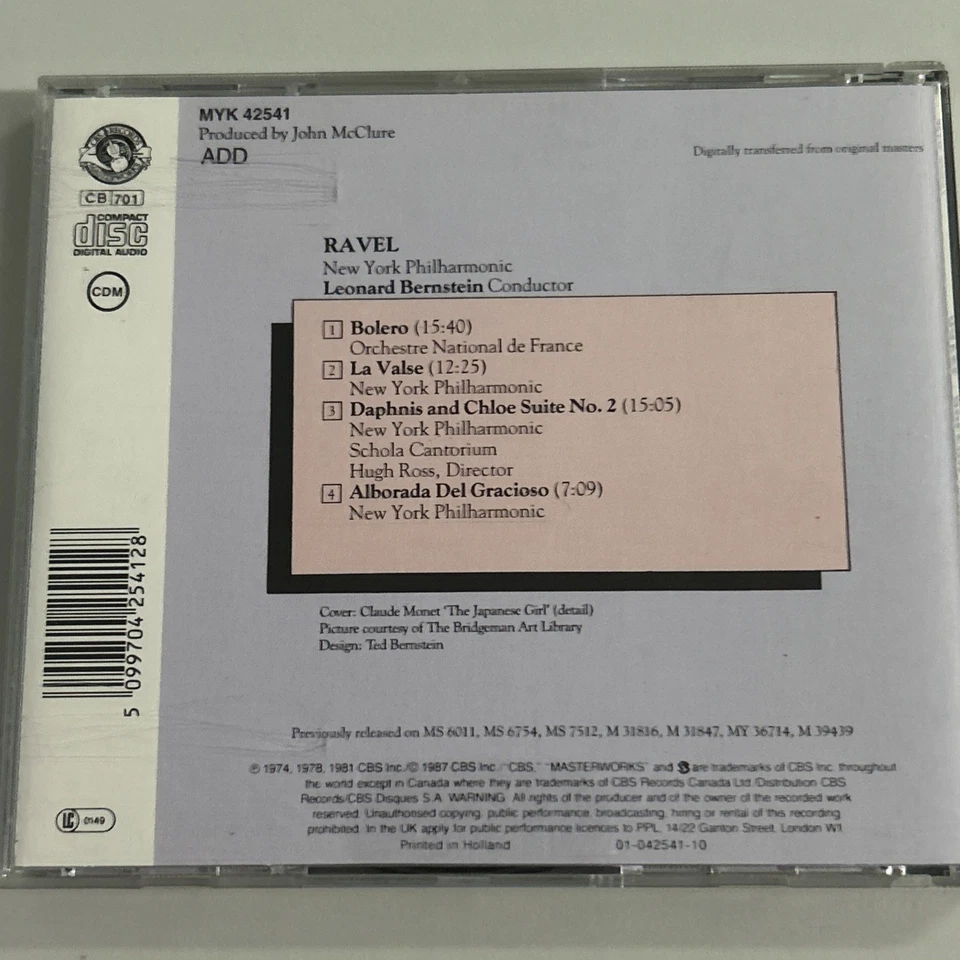 MYK 42541
Produced by John McClure
ADD
Digitally transferred from original masters
CBS RECORDS
MASTERWORKS
CB 701
COMPACT
disc
DIGITAL AUDIO
CDM
RAVEL
New York Philharmonic
Leonard Bernstein Conductor
1 Bolero (15:40)
Orchestre National de France
2 La Valse (12:25)
New York Philharmonic
3 Daphnis and Chloe Suite No. 2 (15:05)
New York Philharmonic
Schola Cantorium
Hugh Ross, Director
4 Alborada Del Gracioso (7:09)
New York Philharmonic
5 099704 254128
Cover: Claude Monet 'The Japanese Girl' (detail)
Picture courtesy of The Bridgeman Art Library
Design: Ted Bernstein
Previously released on MS 6011, MS 6754, MS 7512, M 31816, M 31847, MY 36714, M 39439
℗ 1974, 1978, 1981 CBS Inc./© 1987 CBS Inc./"CBS," "MASTERWORKS" and are trademarks of CBS Inc. throughout
the world except in Canada where they are trademarks of CBS Records Canada Ltd./Distribution CBS
Records/CBS Disques S.A. WARNING: All rights of the producer and of the owner of the recorded work
reserved. Unauthorised copying, public performance, broadcasting, hiring or rental of this recording
prohibited. In the UK apply for public performance licences to PPL, 14/22 Ganton Street, London W1.
LC 0149
Printed in Holland 01-042541-10